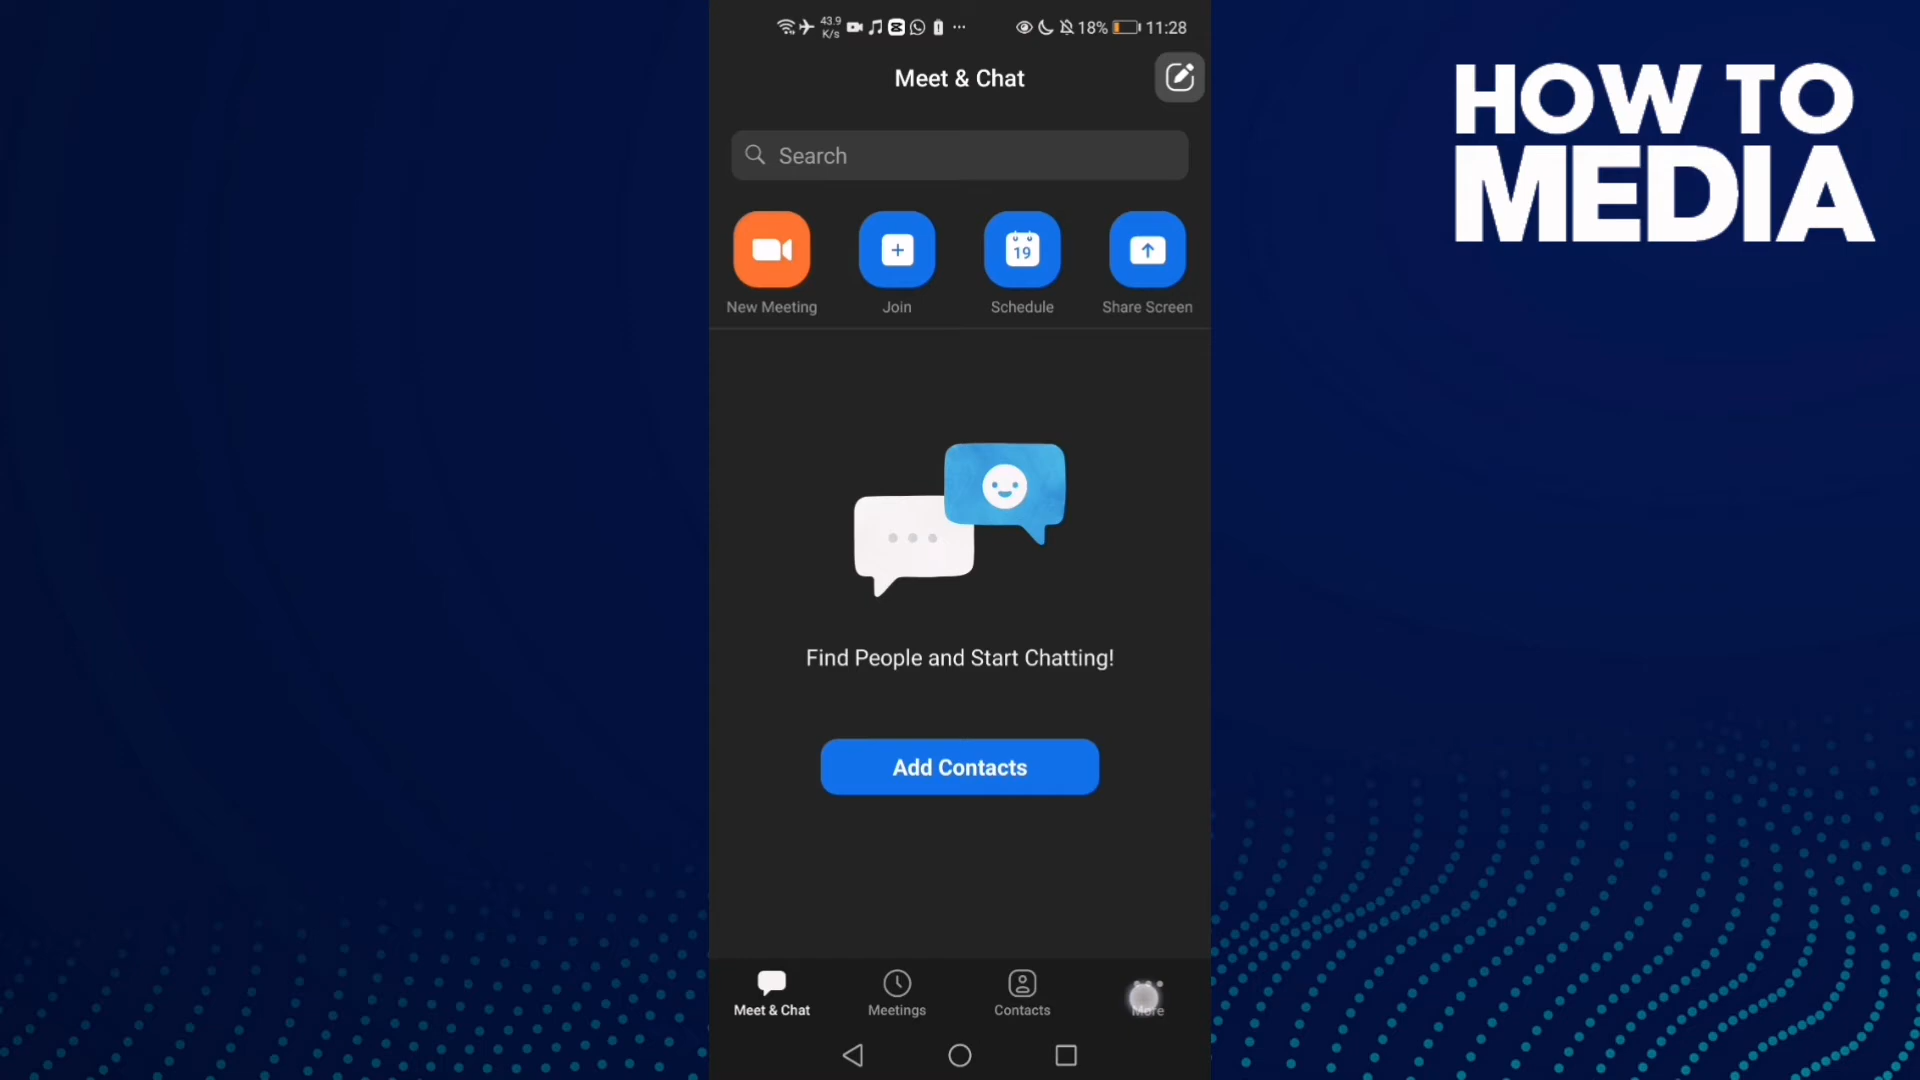 43.9
K/s
18%
11:28
Meet & Chat
HOW TO
MEDIA
Search
19
New Meeting
Join
Schedule
Share Screen
Find People and Start Chatting!
Add Contacts
Meet & Chat
Meetings
Contacts
More